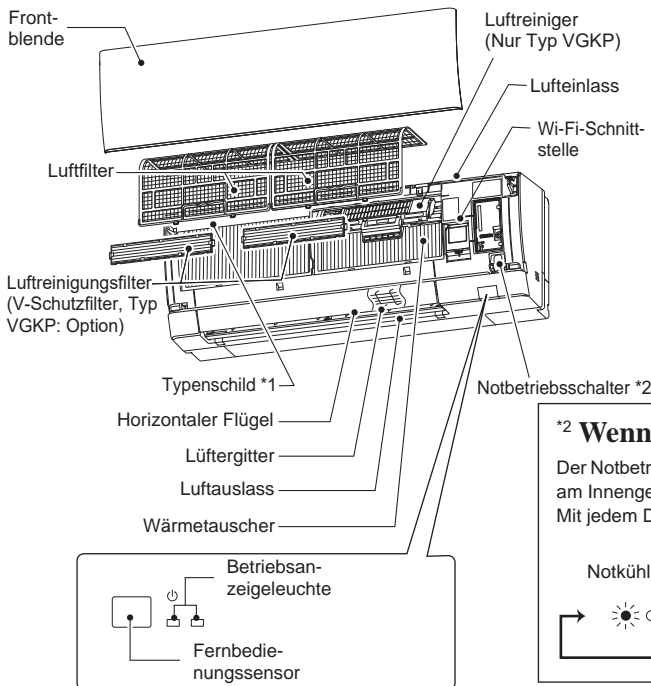 Front-
blende
Luftreiniger
(Nur Typ VGKP)
Lufteinlass
Wi-Fi-Schnitt-
stelle
Luftfilter
Luftreinigungsfilter
(V-Schutzfilter, Typ
VGKP: Option)
Typenschild *1
Notbetriebsschalter *2
Horizontaler Flügel
Lüftergitter
Luftauslass
Wärmetauscher
Betriebsan-
zeigeleuchte
Fernbedie-
nungssensor
*2 Wenn
Der Notbetr
am Innenge
Mit jedem D
Notkühl